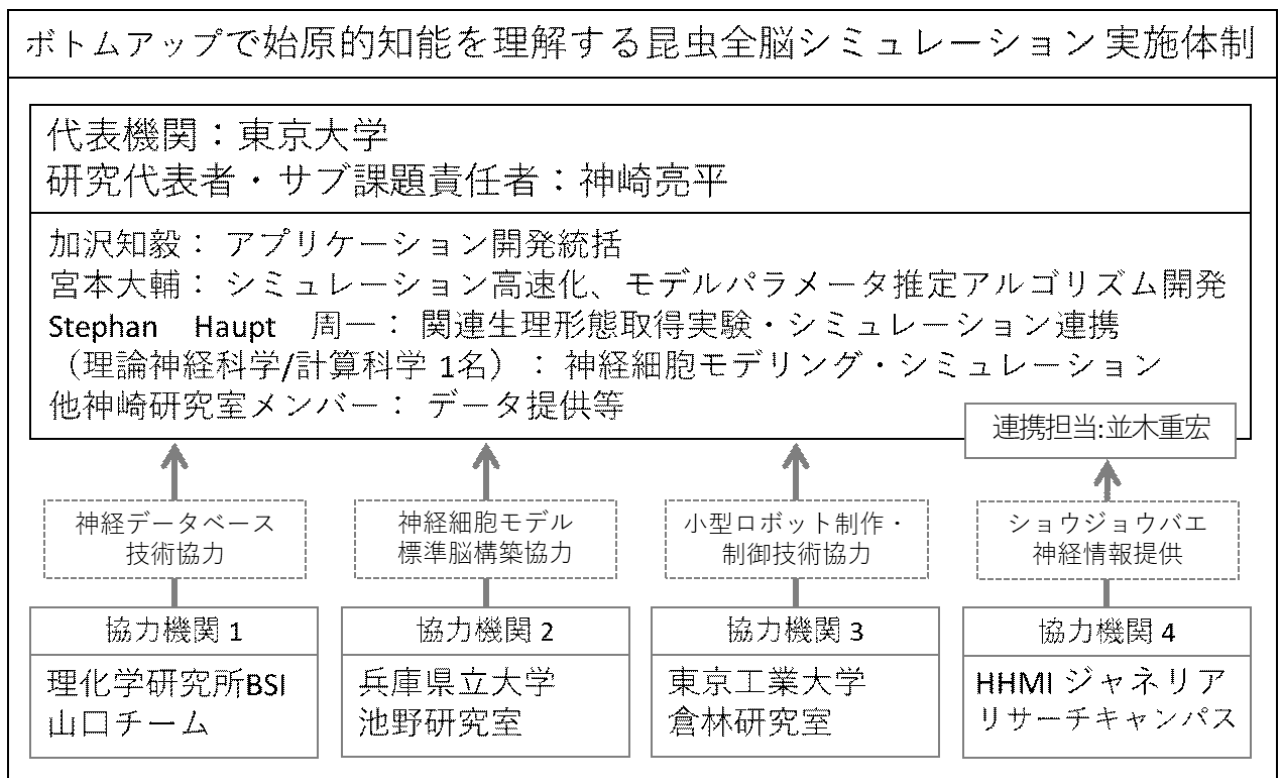 ボトムアップで始原的知能を理解する昆虫全脳シミュレーション 実施体制
代表機関：東京大学
研究代表者・サブ課題責任者：神崎亮平
加沢知毅： アプリケーション開発統括
宮本大輔： シミュレーション高速化、モデルパラメータ推定アルゴリズム開発
Stephan Haupt 周一： 関連生理形態取得実験・シミュレーション連携
（理論神経科学/計算科学 1名）： 神経細胞モデリング・シミュレーション
他神崎研究室メンバー： データ提供等
連携担当:並木重宏
神経データベース
技術協力
神経細胞モデル
標準脳構築協力
小型ロボット制作・
制御技術協力
ショウジョウバエ
神経情報提供
協力機関 1
理化学研究所BSI
山口チーム
協力機関 2
兵庫県立大学
池野研究室
協力機関 3
東京工業大学
倉林研究室
協力機関 4
HHMI ジャネリア
リサーチキャンパス